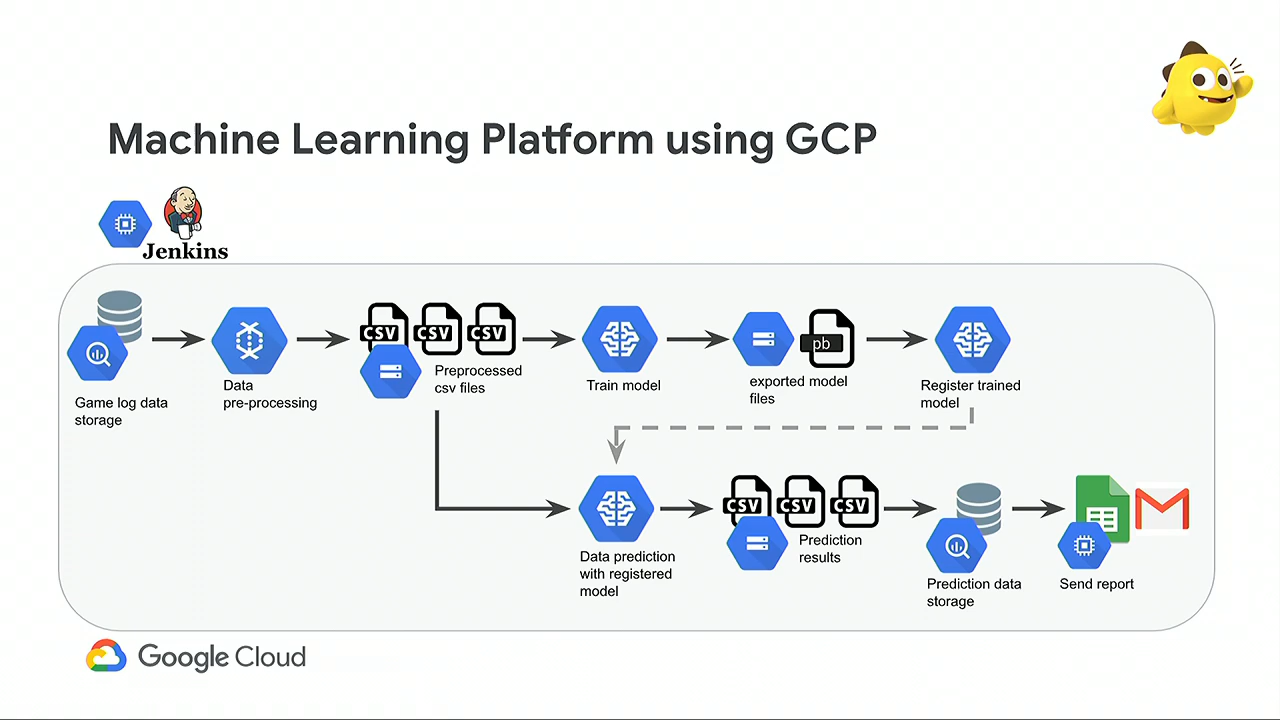 Machine Learning Platform using GCP
Jenkins
Game log data
storage
Data
pre-processing
CSV
CSV
CSV
Preprocessed
csv files
Train model
pb
exported model
files
Register trained
model
Data prediction
with registered
model
CSV
CSV
CSV
Prediction
results
Prediction data
storage
Send report
Google Cloud